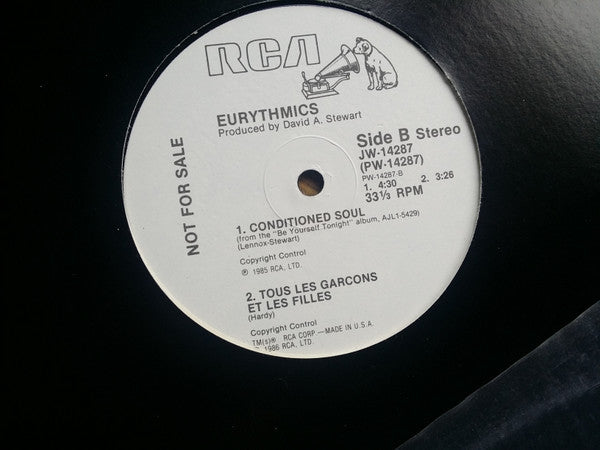 RCA
EURYTHMICS
Produced by David A. Stewart
NOT FOR SALE
Side B Stereo
JW-14287
(PW-14287)
PW-14287-B
1. 4:30 2. 3:26
33⅓ RPM
1. CONDITIONED SOUL
(from the "Be Yourself Tonight" album, AJL1-5429)
(Lennox-Stewart)
Copyright Control
℗ 1985 RCA, LTD.
2. TOUS LES GARCONS
ET LES FILLES
(Hardy)
Copyright Control
TM(s)® RCA CORP.—MADE IN U.S.A.
1986 RCA, LTD.